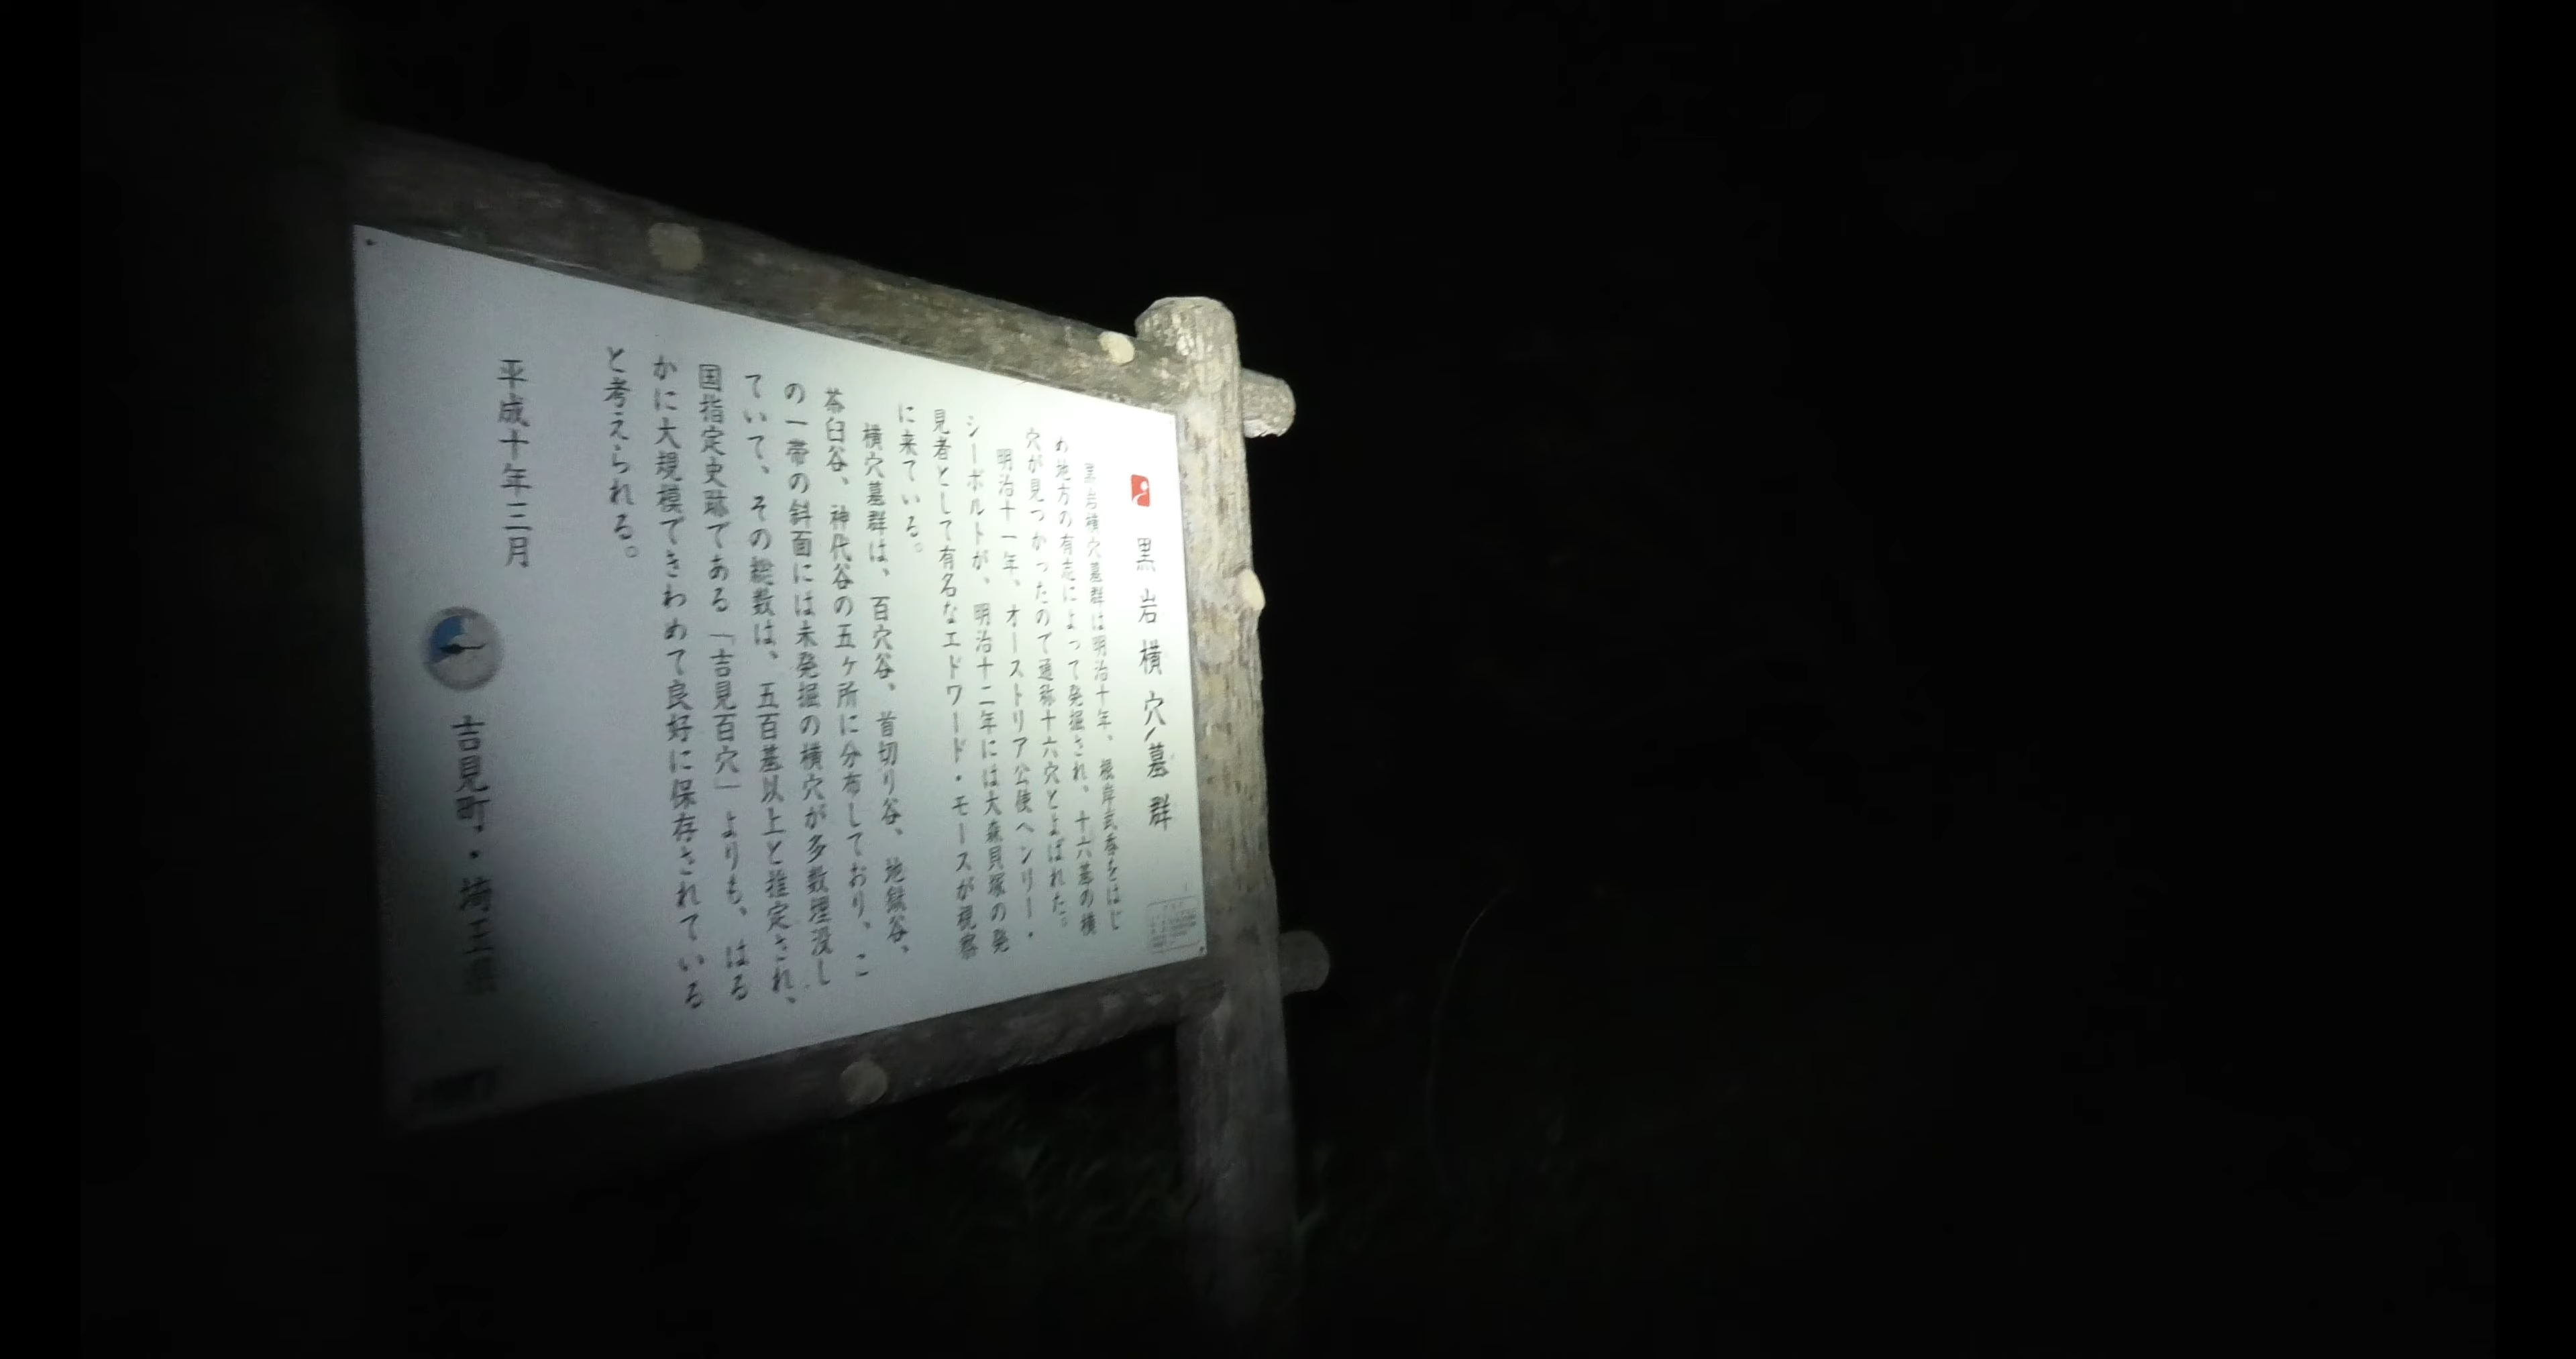 黒岩横穴墓群
黒岩横穴墓群は明治十年、根岸武香をはじ
め地方の有志によって発掘され、十六基の横
穴が見つかったので通称十六穴とよばれた。
明治十一年、オーストリア公使ヘンリー・
シーボルトが、明治十二年には大森貝塚の発
見者として有名なエドワード・モースが視察
に来ている。
横穴墓群は、百穴谷、首切り谷、地獄谷、
茶臼谷、神代谷の五ヶ所に分布しており、こ
の一帯の斜面には未発掘の横穴が多数埋没し
ていて、その総数は、五百基以上と推定され、
国指定史跡である「吉見百穴」よりも、はる
かに大規模できわめて良好に保存されている
と考えられる。
平成十年三月
吉見町・埼玉県